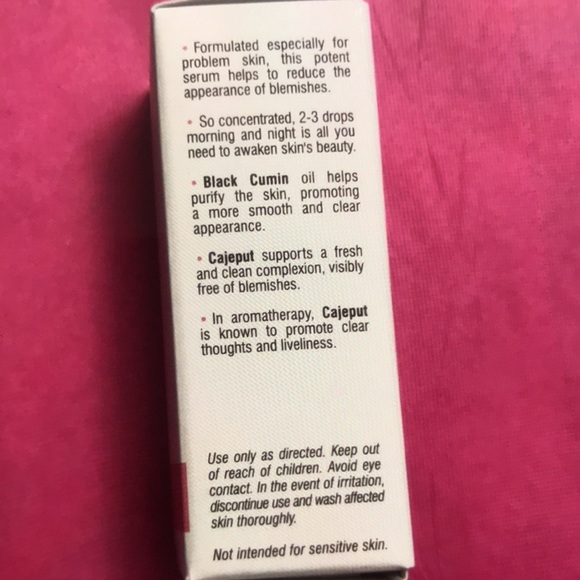 • Formulated especially for
problem skin, this potent
serum helps to reduce the
appearance of blemishes.
• So concentrated, 2-3 drops
morning and night is all you
need to awaken skin's beauty.
• Black Cumin oil helps
purify the skin, promoting
a more smooth and clear
appearance.
• Cajeput supports a fresh
and clean complexion, visibly
free of blemishes.
• In aromatherapy, Cajeput
is known to promote clear
thoughts and liveliness.
Use only as directed. Keep out
of reach of children. Avoid eye
contact. In the event of irritation,
discontinue use and wash affected
skin thoroughly.
Not intended for sensitive skin.